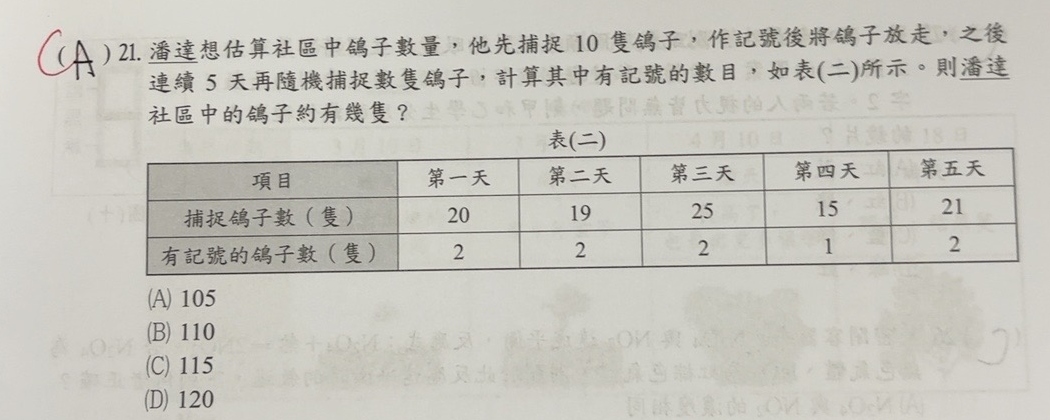 (A)21. 潘達想估算社區中鴿子數量，他先捕捉 10 隻鴿子，作記號後將鴿子放走，之後
連續 5 天再隨機捕捉數隻鴿子，計算其中有記號的數目，如表(二)所示。則潘達
社區中的鴿子約有幾隻？
表(二)
項目 第一天 第二天 第三天 第四天 第五天
捕捉鴿子數（隻） 20 19 25 15 21
有記號的鴿子數（隻） 2 2 2 1 2
(A) 105
(B) 110
(C) 115
(D) 120